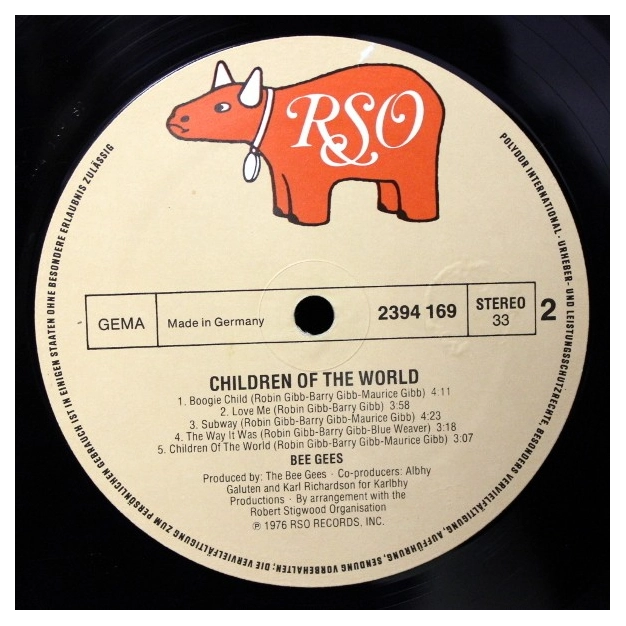 RSO
GEMA
Made in Germany
2394 169
STEREO
33
2
CHILDREN OF THE WORLD
1. Boogie Child (Robin Gibb-Barry Gibb-Maurice Gibb) 4:11
2. Love Me (Robin Gibb-Barry Gibb) 3:58
3. Subway (Robin Gibb-Barry Gibb-Maurice Gibb) 4:23
4. The Way It Was (Robin Gibb-Barry Gibb-Blue Weaver) 3:18
5. Children Of The World (Robin Gibb-Barry Gibb-Maurice Gibb) 3:07
BEE GEES
Produced by: The Bee Gees · Co-producers: Albhy
Galuten and Karl Richardson for Karlbhy
Productions · By arrangement with the
Robert Stigwood Organisation
℗ 1976 RSO RECORDS, INC.
POLYDOR INTERNATIONAL · URHEBER- UND LEISTUNGSSCHUTZRECHTE, BESONDERS VERVIELFÄLTIGUNG, AUFFÜHRUNG, SENDUNG VORBEHALTEN; DIE VERVIELFÄLTIGUNG ZUM PERSÖNLICHEN GEBRAUCH IST IN EINIGEN STAATEN OHNE BESONDERE ERLAUBNIS ZULÄSSIG